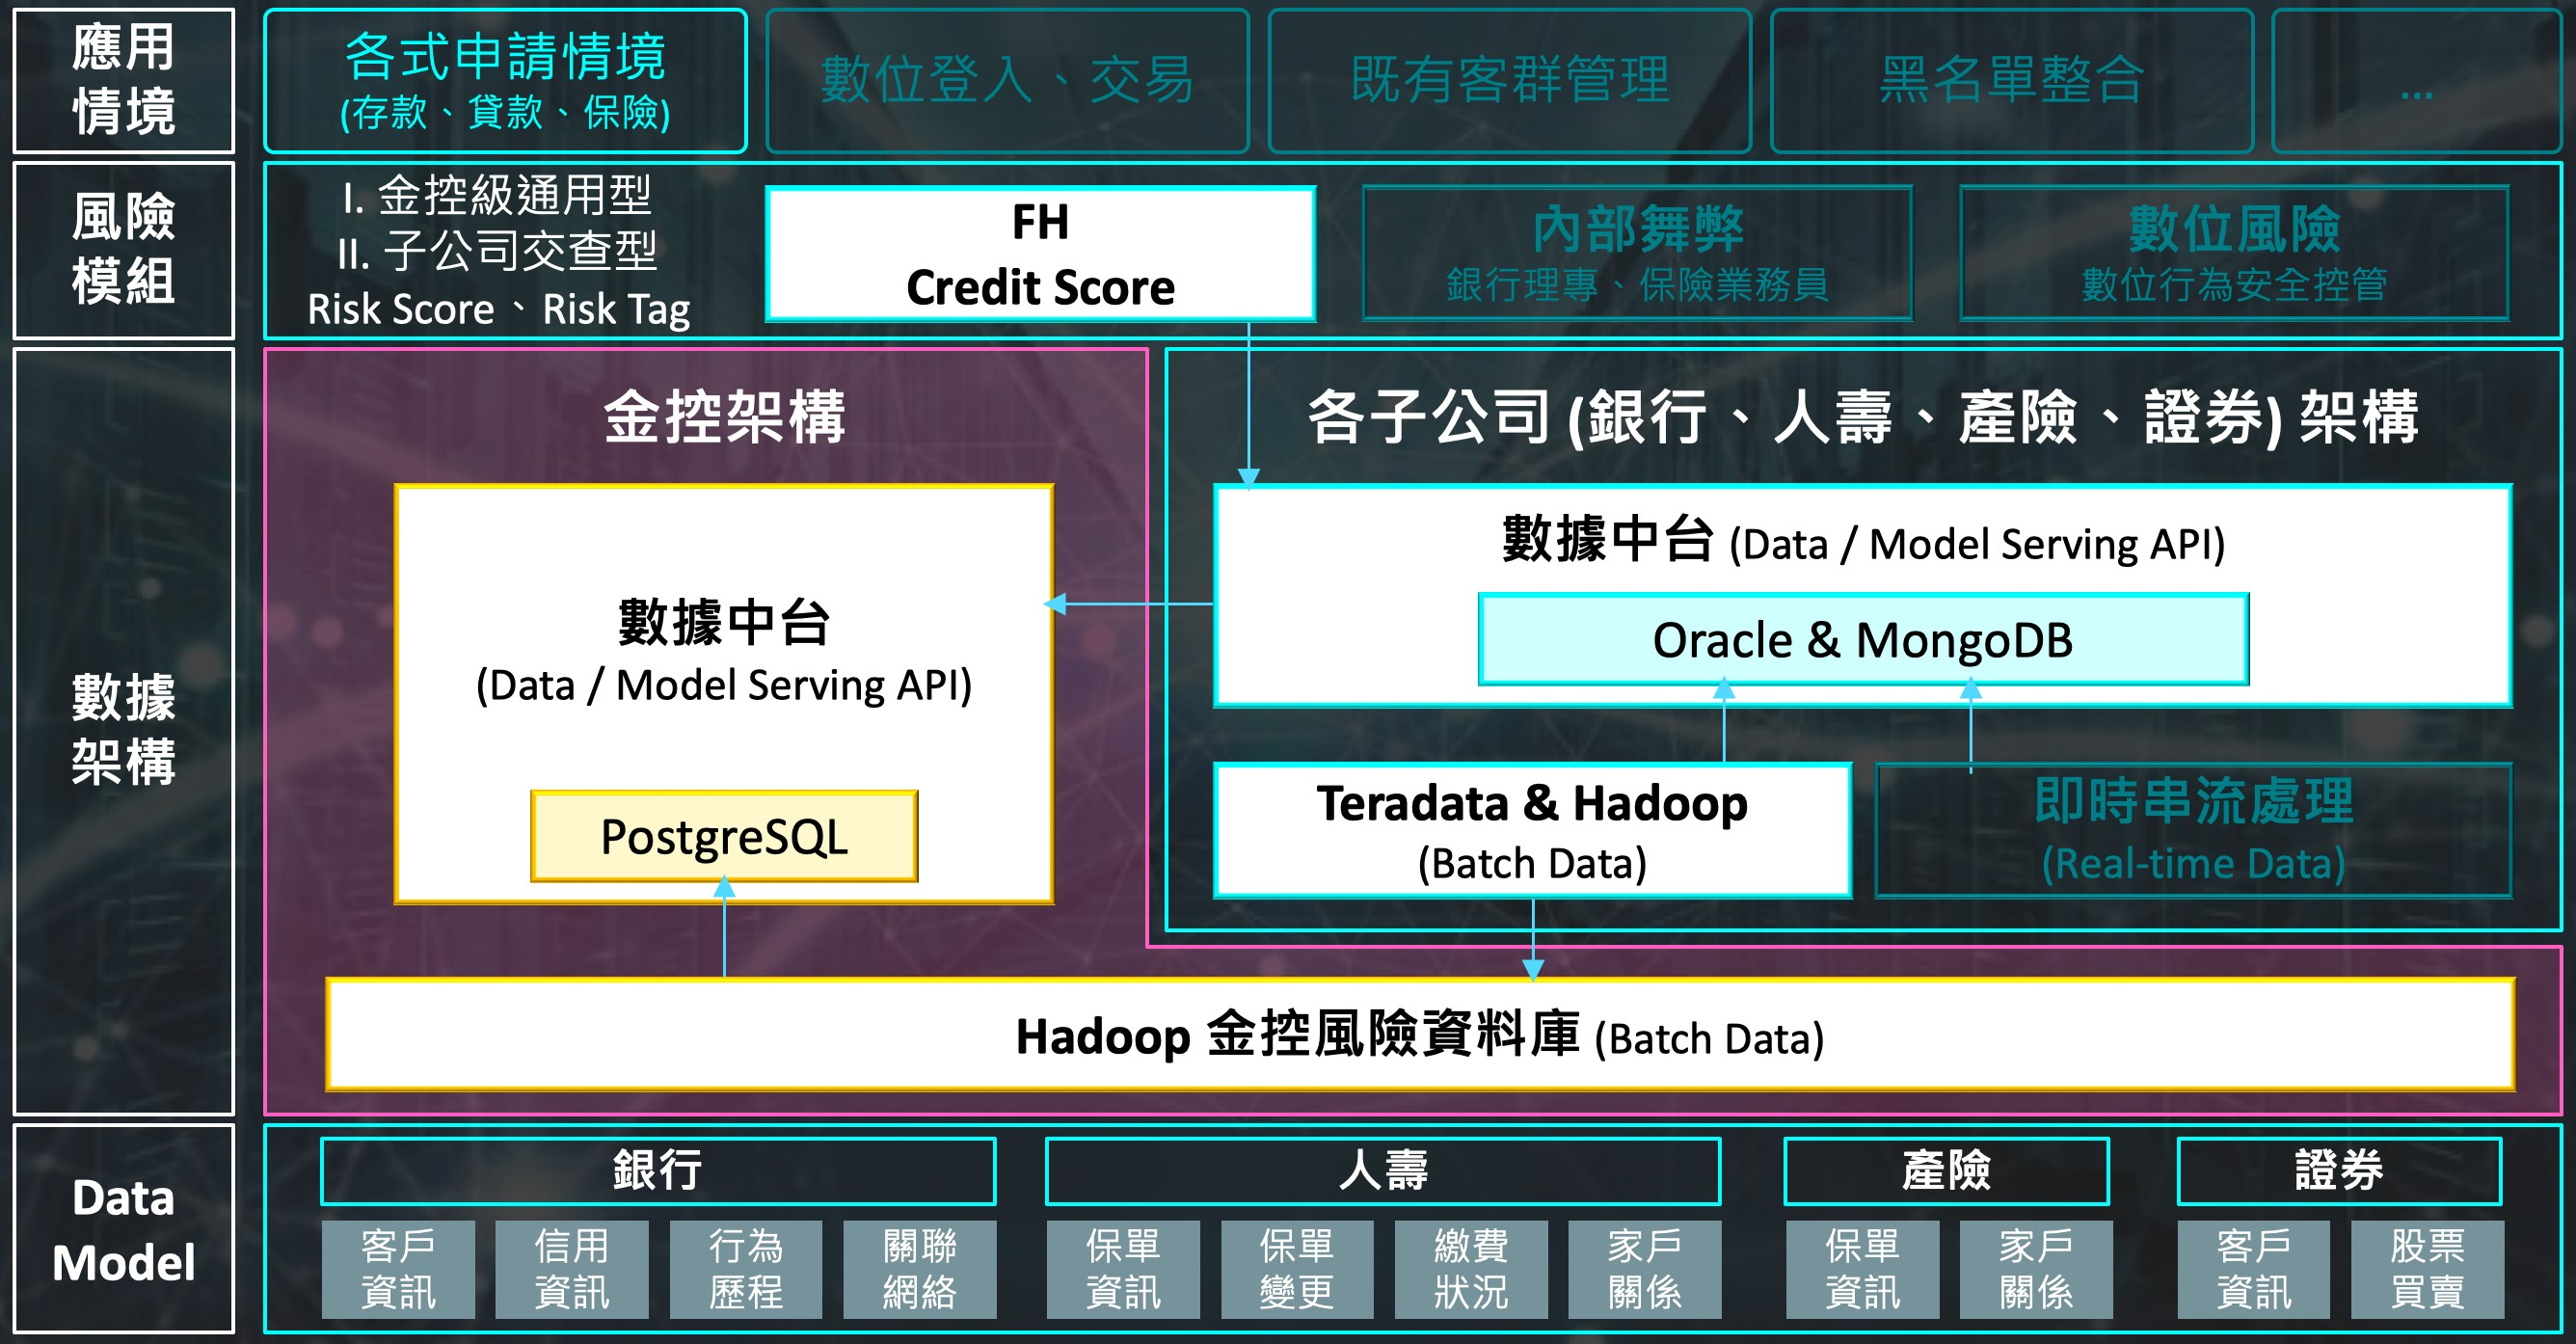 應用
情境
各式申請情境
(存款、貸款、保險)
數位登入、交易
既有客群管理
黑名單整合
...
風險
模組
I. 金控級通用型
II. 子公司交查型
Risk Score、Risk Tag
FH
Credit Score
內部舞弊
銀行理專、保險業務員
數位風險
數位行為安全控管
數據
架構
金控架構
數據中台
(Data / Model Serving API)
PostgreSQL
各子公司 (銀行、人壽、產險、證券) 架構
數據中台 (Data / Model Serving API)
Oracle & MongoDB
Teradata & Hadoop
(Batch Data)
即時串流處理
(Real-time Data)
Hadoop 金控風險資料庫 (Batch Data)
Data
Model
銀行
客戶
資訊
信用
資訊
行為
歷程
關聯
網絡
人壽
保單
資訊
保單
變更
繳費
狀況
家戶
關係
產險
保單
資訊
家戶
關係
證券
客戶
資訊
股票
買賣